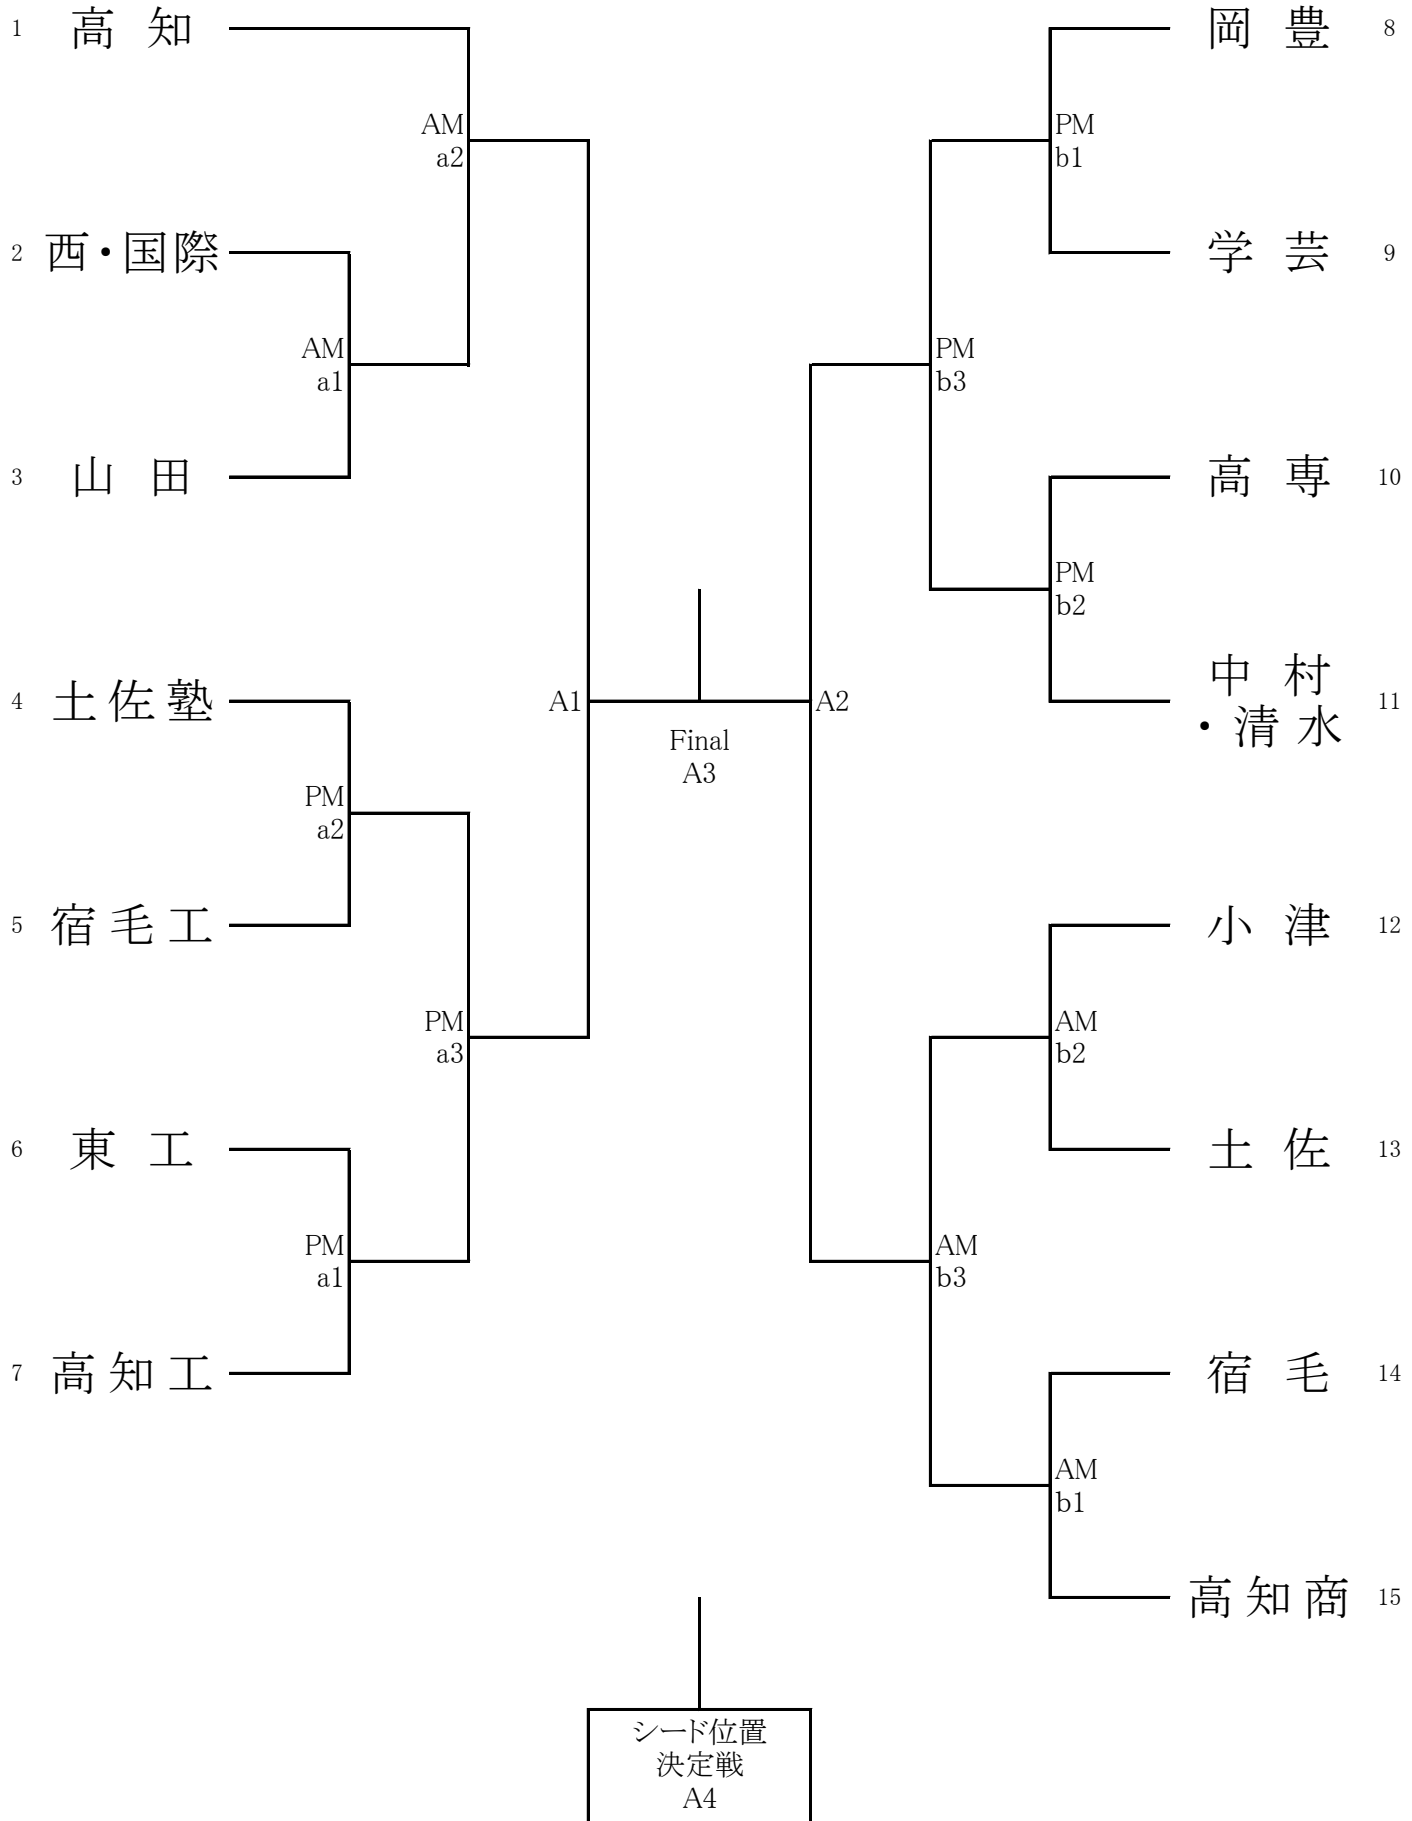 1 高 知
AM
a2
2 西・国際
AM
a1
3 山 田
4 土佐塾
PM
a2
5 宿毛工
PM
a3
6 東 工
PM
a1
7 高知工
A1
Final
A3
A2
岡 豊 8
PM
b1
学 芸 9
PM
b3
高 専 10
PM
b2
中 村
・清水 11
小 津 12
AM
b2
土 佐 13
AM
b3
宿 毛 14
AM
b1
高知商 15
シード位置
決定戦
A4